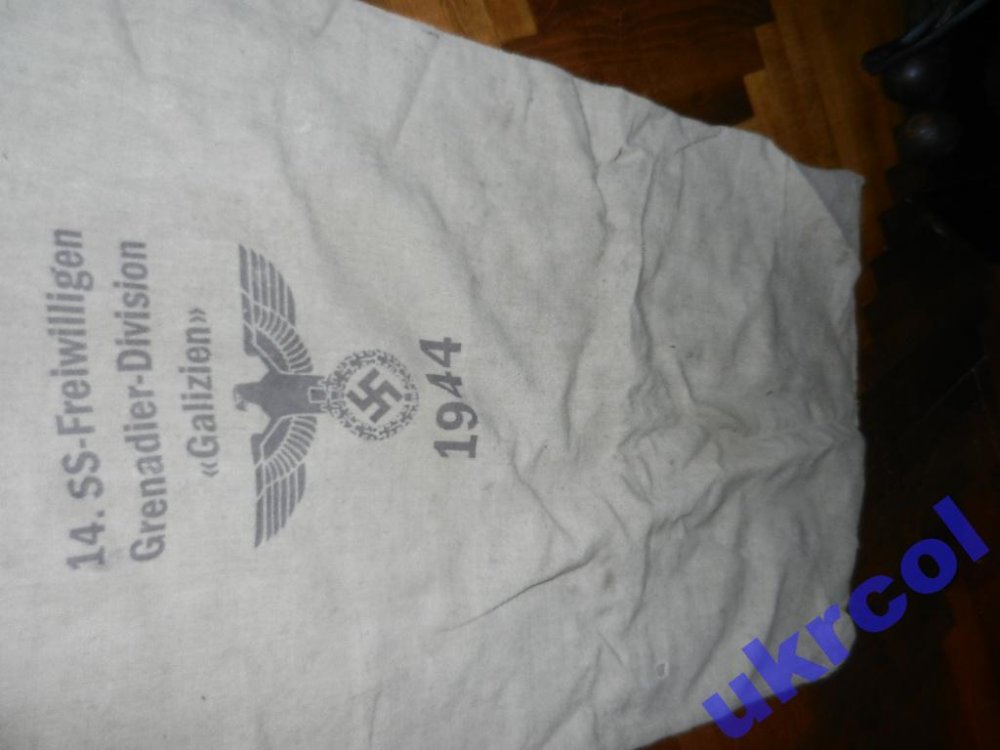 14. SS-Freiwilligen
Grenadier-Division
«Galizien»
1944
ukrcol